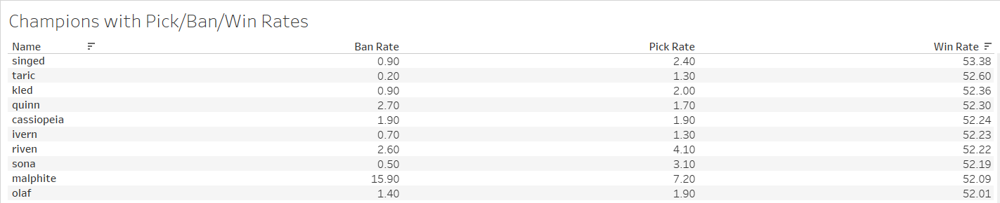 Champions with Pick/Ban/Win Rates
Name Ban Rate Pick Rate Win Rate
singed 0.90 2.40 53.38
taric 0.20 1.30 52.60
kled 0.90 2.00 52.36
quinn 2.70 1.70 52.30
cassiopeia 1.90 1.90 52.24
ivern 0.70 1.30 52.23
riven 2.60 4.10 52.22
sona 0.50 3.10 52.19
malphite 15.90 7.20 52.09
olaf 1.40 1.90 52.01